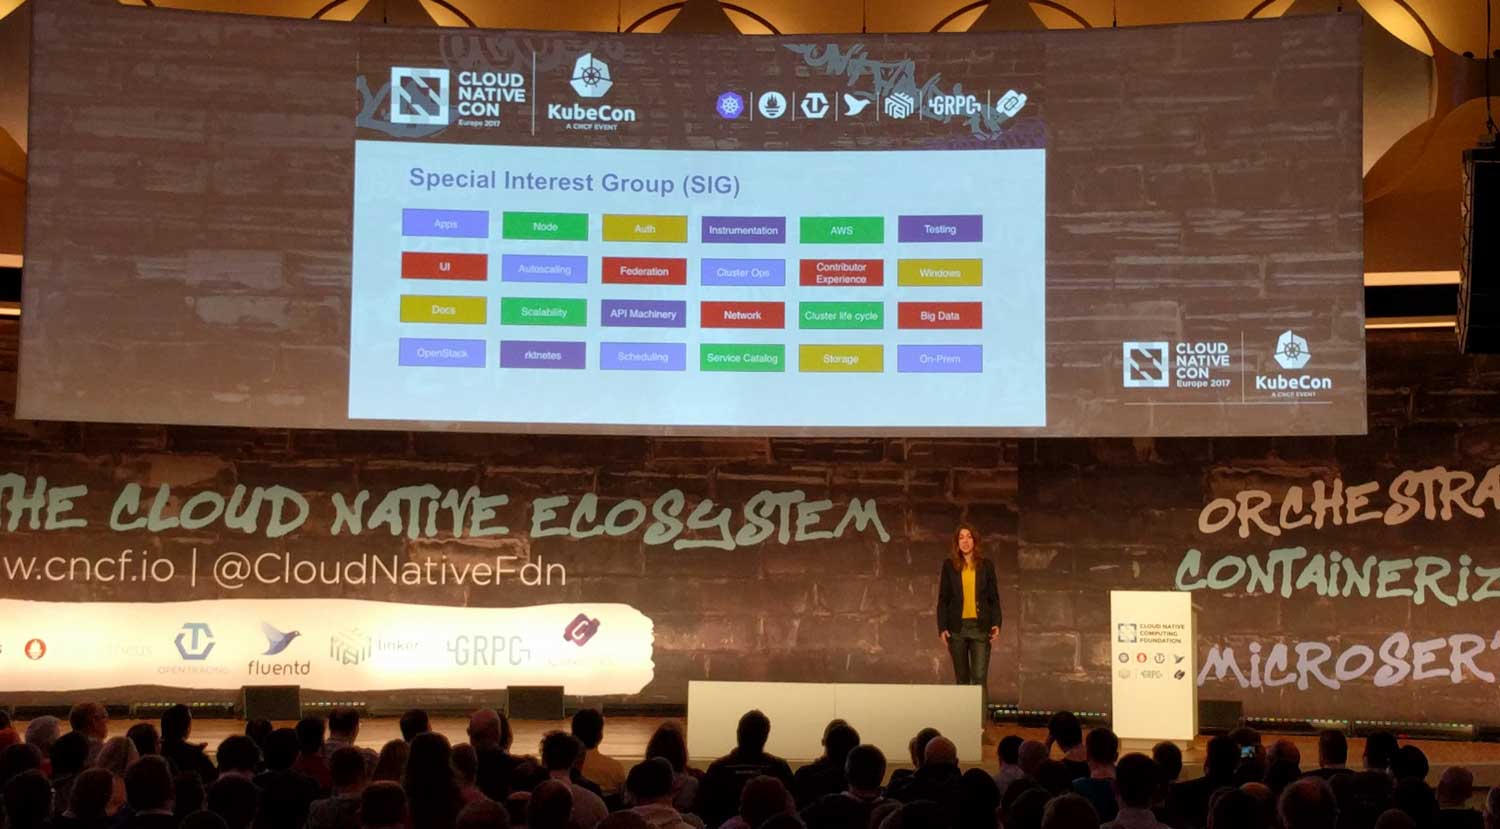 CLOUD
NATIVE
CON
Europe 2017
KubeCon
A CNCF EVENT
GRPC
Special Interest Group (SIG)
Apps Node Auth Instrumentation AWS Testing
UI Autoscaling Federation Cluster Ops Contributor Experience Windows
Docs Scalability API Machinery Network Cluster life cycle Big Data
OpenStack rktnetes Scheduling Service Catalog Storage On-Prem
CLOUD
NATIVE
CON
Europe 2017
KubeCon
A CNCF EVENT
THE CLOUD NATIVE ECOSYSTEM
w.cncf.io | @CloudNativeFdn
OPENTRACING
fluentd
linker
GRPC
ORCHESTRA
CONTAINERIZ
MICROSER
CLOUD NATIVE
COMPUTING
FOUNDATION
GRPC